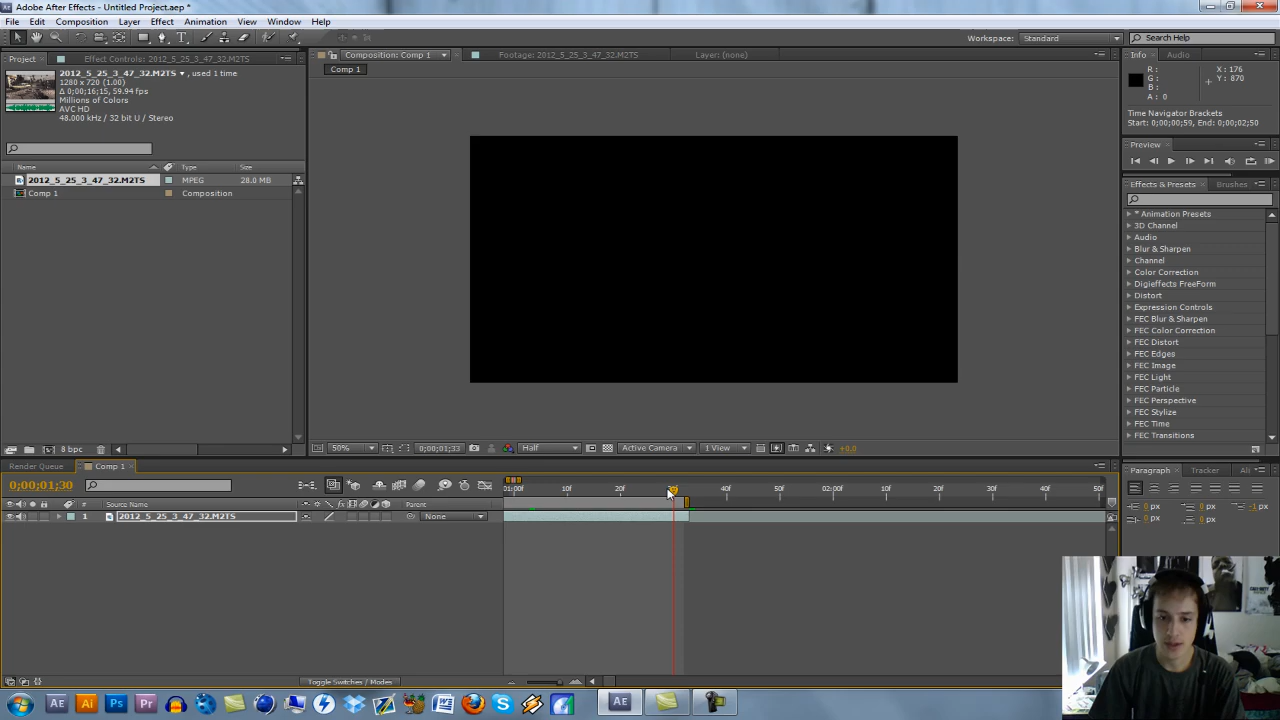 Adobe After Effects - Untitled Project.aep *
File Edit Composition Layer Effect Animation View Window Help
Workspace: Standard Search Help
Project Effect Controls: 2012_5_25_3_47_32.M2TS
2012_5_25_3_47_32.M2TS ▼, used 1 time
1280 x 720 (1.00)
Δ 0;00;16;15, 59.94 fps
Millions of Colors
AVC HD
48.000 kHz / 32 bit U / Stereo
Name Type Size
2012_5_25_3_47_32.M2TS MPEG 28.0 MB
Comp 1 Composition
8 bpc
Composition: Comp 1 Footage: 2012_5_25_3_47_32.M2TS Layer: (none)
Comp 1
50% 0;00;01;33 Half Active Camera 1 View +0.0
Info Audio
R: X: 176
G: Y: 870
B:
A: 0
Time Navigator Brackets
Start: 0;00;00;59, End: 0;00;02;50
Preview
Effects & Presets Brushes
* Animation Presets
3D Channel
Audio
Blur & Sharpen
Channel
Color Correction
Digieffects FreeForm
Distort
Expression Controls
FEC Blur & Sharpen
FEC Color Correction
FEC Distort
FEC Edges
FEC Image
FEC Light
FEC Particle
FEC Perspective
FEC Stylize
FEC Time
FEC Transitions
Render Queue Comp 1
0;00;01;30
01:00f 10f 20f 40f 50f 02:00f 10f 20f 30f 40f 50
# Source Name Parent
1 2012_5_25_3_47_32.M2TS None
Toggle Switches / Modes
Paragraph Tracker
0 px 0 px -1 px
0 px 0 px
Ae Ai Ps Pr Ae